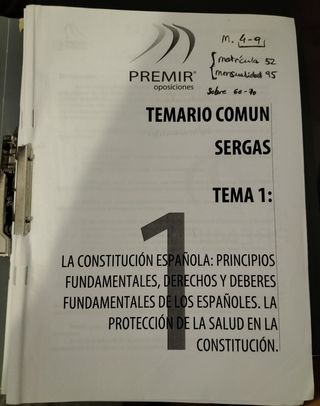 PREMIR®
oposiciones
m. 4-9
matrícula 52
mensualidad 95
sobre 60-70
TEMARIO COMUN
SERGAS
TEMA 1:
1
LA CONSTITUCIÓN ESPAÑOLA: PRINCIPIOS
FUNDAMENTALES, DERECHOS Y DEBERES
FUNDAMENTALES DE LOS ESPAÑOLES. LA
PROTECCIÓN DE LA SALUD EN LA
CONSTITUCIÓN.